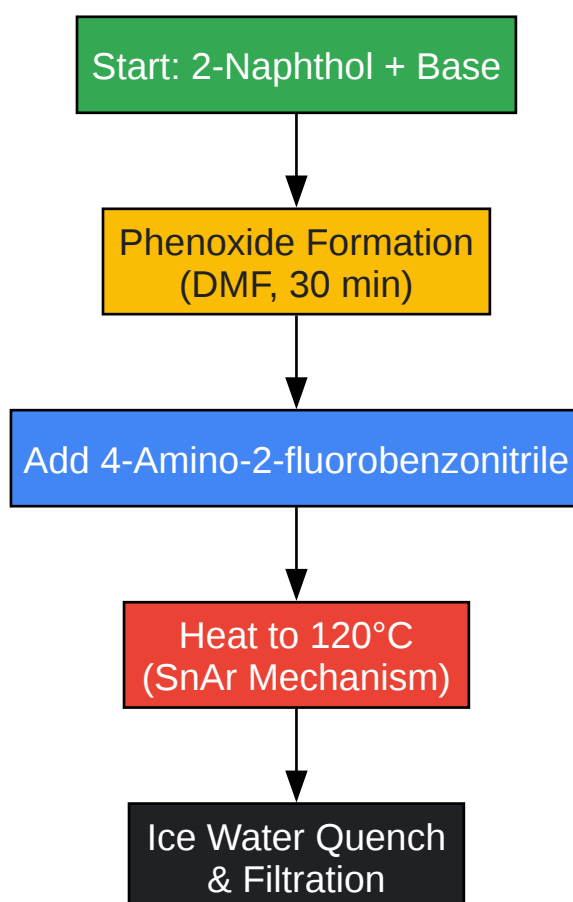 Start: 2-Naphthol + Base
Phenoxide Formation
(DMF, 30 min)
Add 4-Amino-2-fluorobenzonitrile
Heat to 120°C
(SnAr Mechanism)
Ice Water Quench
& Filtration